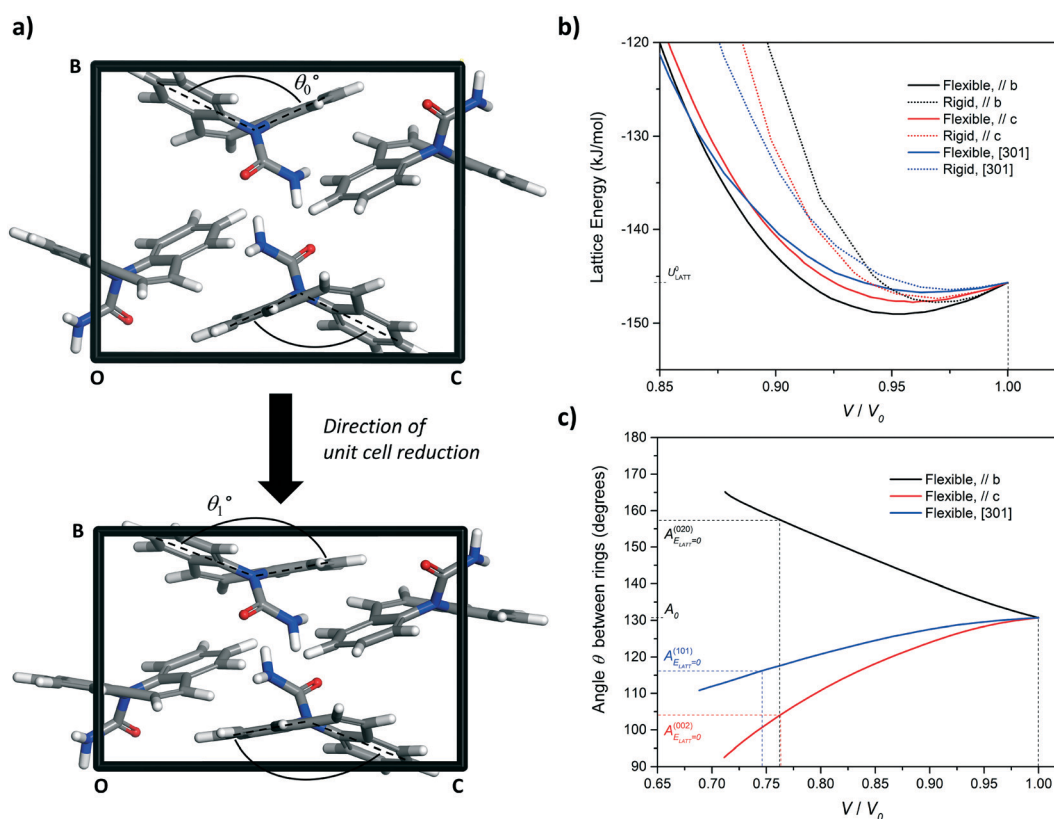 a)
B
θ₀°
O
C
Direction of
unit cell reduction
B
θ₁°
O
C
b)
Lattice Energy (kJ/mol)
-120
-130
-140
-150
U⁰LATT
Flexible, // b
Rigid, // b
Flexible, // c
Rigid, // c
Flexible, [301]
Rigid, [301]
0.85
0.90
0.95
1.00
V / V₀
c)
Angle θ between rings (degrees)
180
170
160
150
140
130
120
110
100
90
Flexible, // b
Flexible, // c
Flexible, [301]
A(020)ELATT=0
A₀
A(101)ELATT=0
A(002)ELATT=0
0.65
0.70
0.75
0.80
0.85
0.90
0.95
1.00
V / V₀